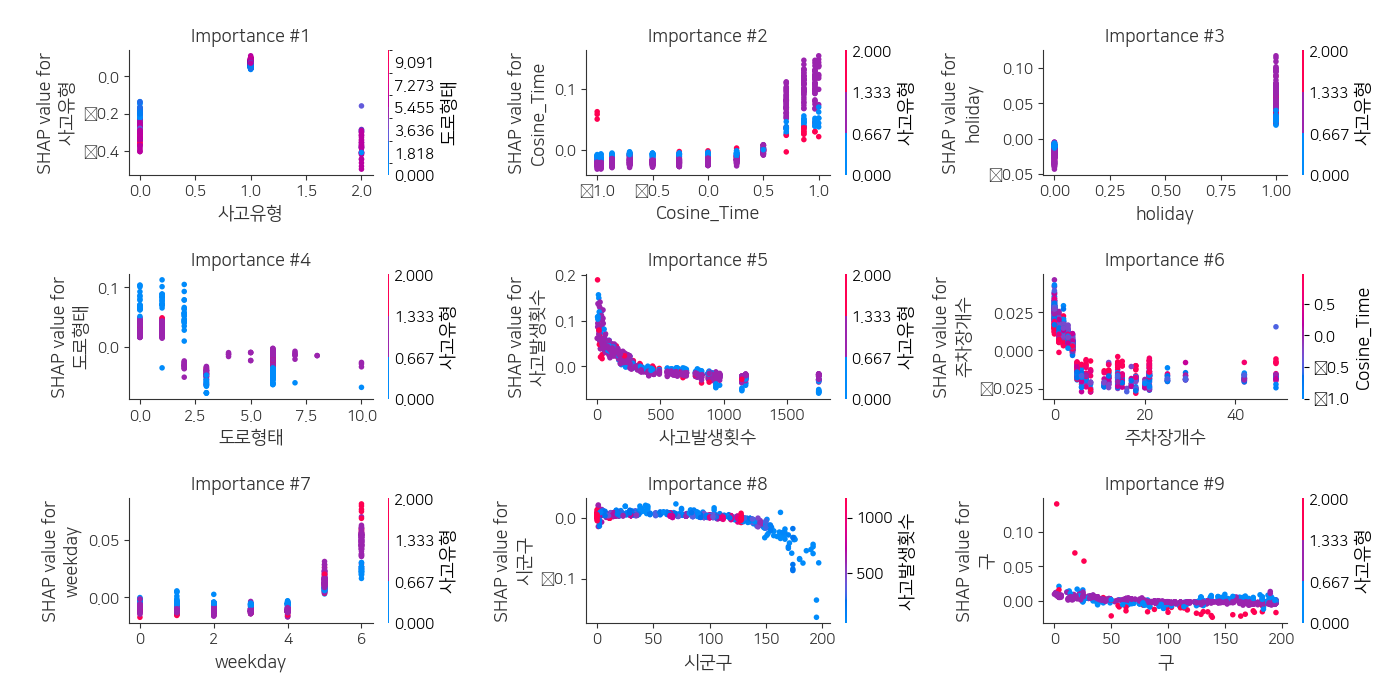 Importance #1
SHAP value for
사고유형
0.0
0.2
0.4
0.0
0.5
1.0
1.5
2.0
사고유형
9.091
7.273
5.455
3.636
1.818
0.000
도로형태
Importance #2
SHAP value for
Cosine_Time
0.1
0.0
1.0
0.5
0.0
0.5
1.0
Cosine_Time
2.000
1.333
0.667
0.000
사고유형
Importance #3
SHAP value for
holiday
0.10
0.05
0.00
0.05
0.00
0.25
0.50
0.75
1.00
holiday
2.000
1.333
0.667
0.000
사고유형
Importance #4
SHAP value for
도로형태
0.1
0.0
0.0
2.5
5.0
7.5
10.0
도로형태
2.000
1.333
0.667
0.000
사고유형
Importance #5
SHAP value for
사고발생횟수
0.2
0.1
0.0
0
500
1000
1500
사고발생횟수
2.000
1.333
0.667
0.000
사고유형
Importance #6
SHAP value for
주차장개수
0.025
0.000
0.025
0
20
40
주차장개수
0.5
0.0
0.5
1.0
Cosine_Time
Importance #7
SHAP value for
weekday
0.05
0.00
0
2
4
6
weekday
2.000
1.333
0.667
0.000
사고유형
Importance #8
SHAP value for
시군구
0.0
0.1
0
50
100
150
200
시군구
1000
500
사고발생횟수
Importance #9
SHAP value for
구
0.10
0.05
0.00
0
50
100
150
200
구
2.000
1.333
0.667
0.000
사고유형